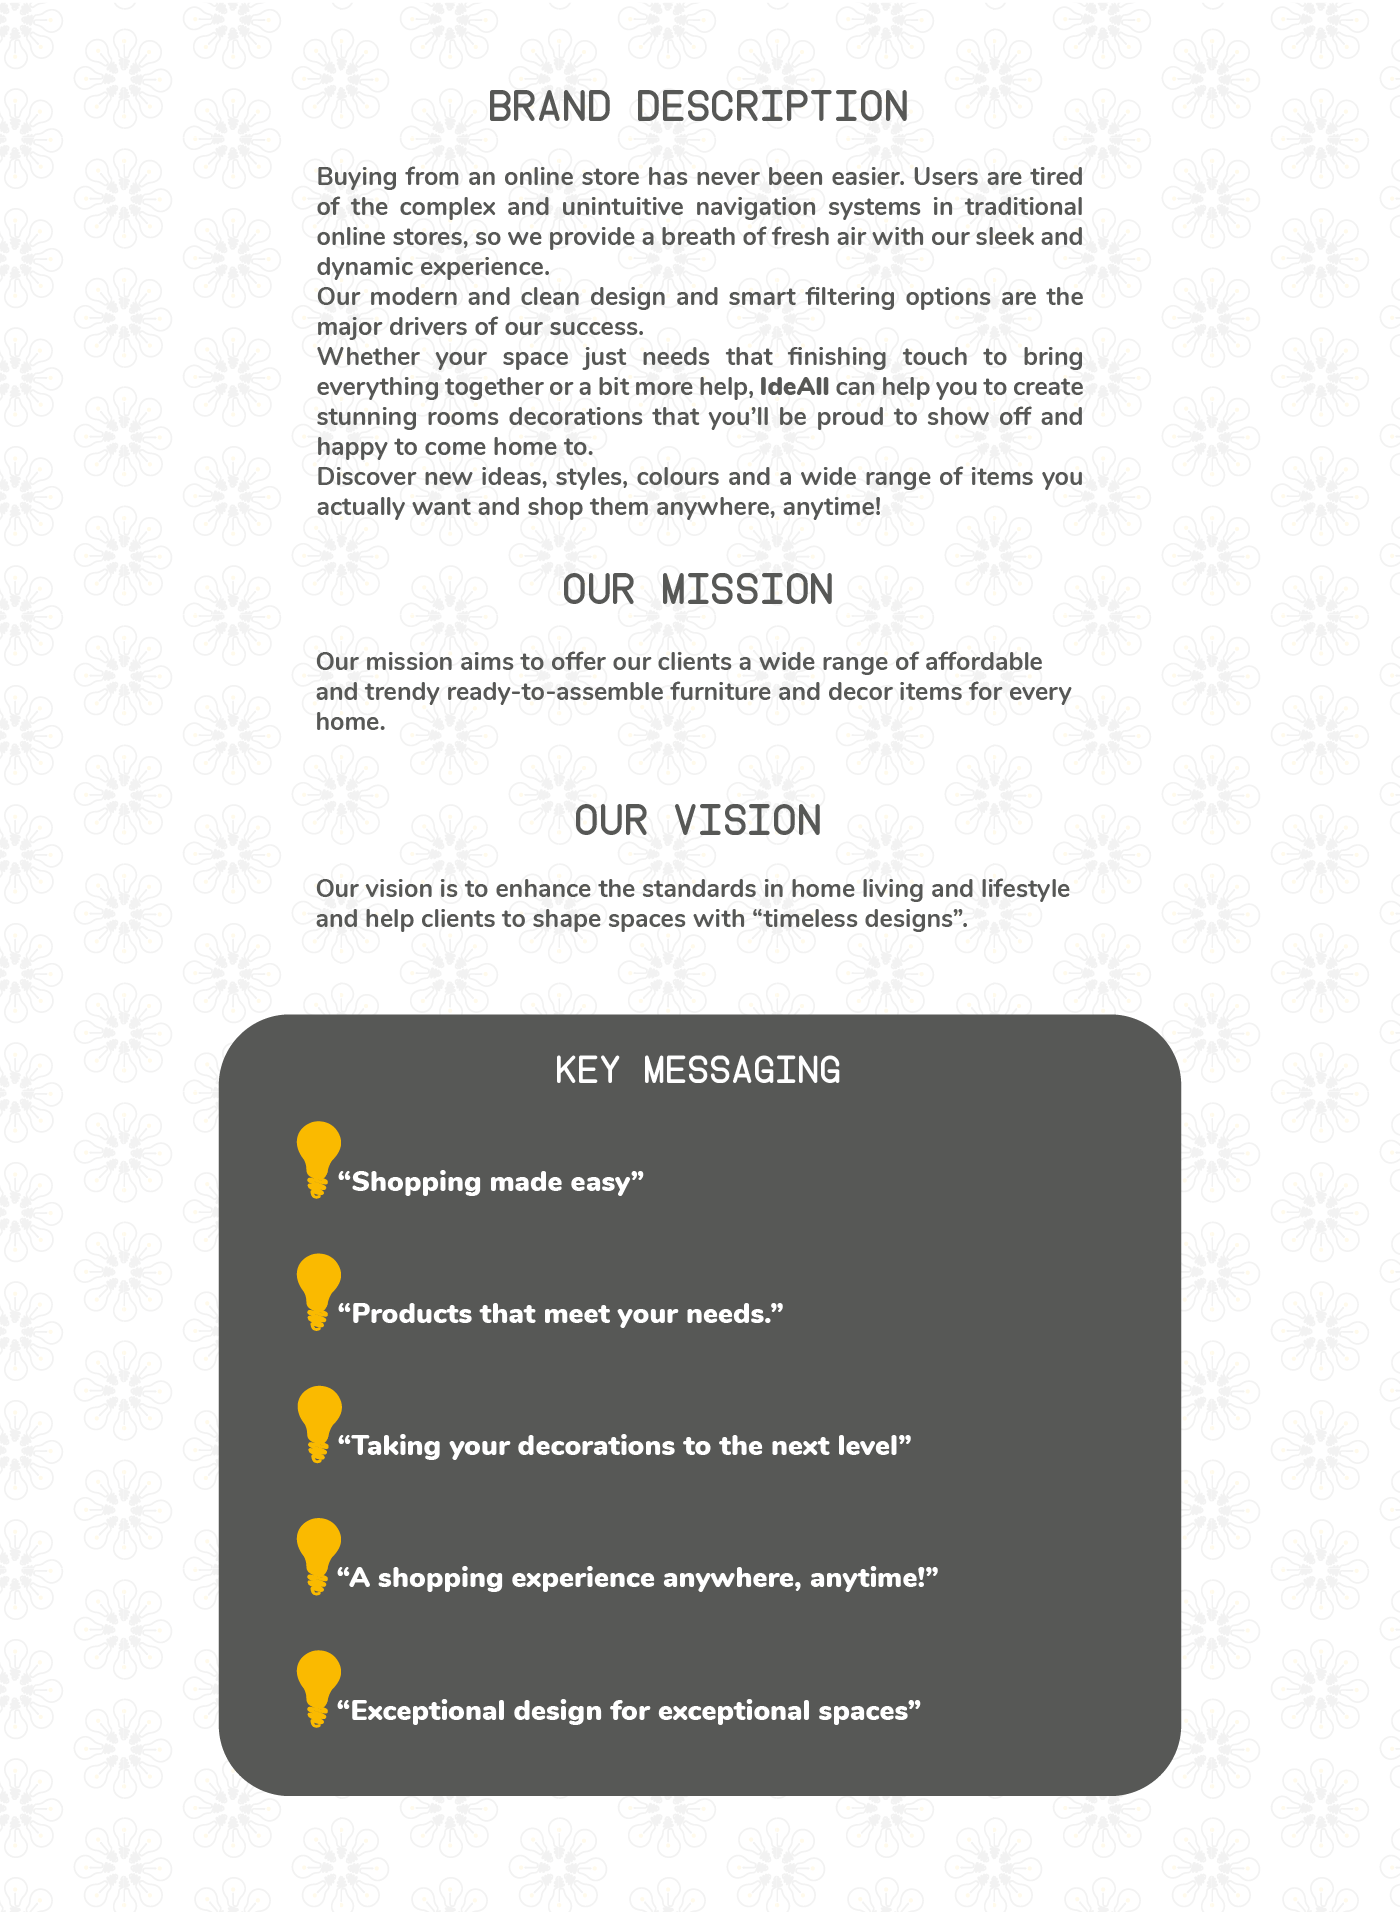 BRAND DESCRIPTION
Buying from an online store has never been easier. Users are tired
of the complex and unintuitive navigation systems in traditional
online stores, so we provide a breath of fresh air with our sleek and
dynamic experience.
Our modern and clean design and smart filtering options are the
major drivers of our success.
Whether your space just needs that finishing touch to bring
everything together or a bit more help, IdeAll can help you to create
stunning rooms decorations that you’ll be proud to show off and
happy to come home to.
Discover new ideas, styles, colours and a wide range of items you
actually want and shop them anywhere, anytime!
OUR MISSION
Our mission aims to offer our clients a wide range of affordable
and trendy ready-to-assemble furniture and decor items for every
home.
OUR VISION
Our vision is to enhance the standards in home living and lifestyle
and help clients to shape spaces with “timeless designs”.
KEY MESSAGING
“Shopping made easy”
“Products that meet your needs.”
“Taking your decorations to the next level”
“A shopping experience anywhere, anytime!”
“Exceptional design for exceptional spaces”